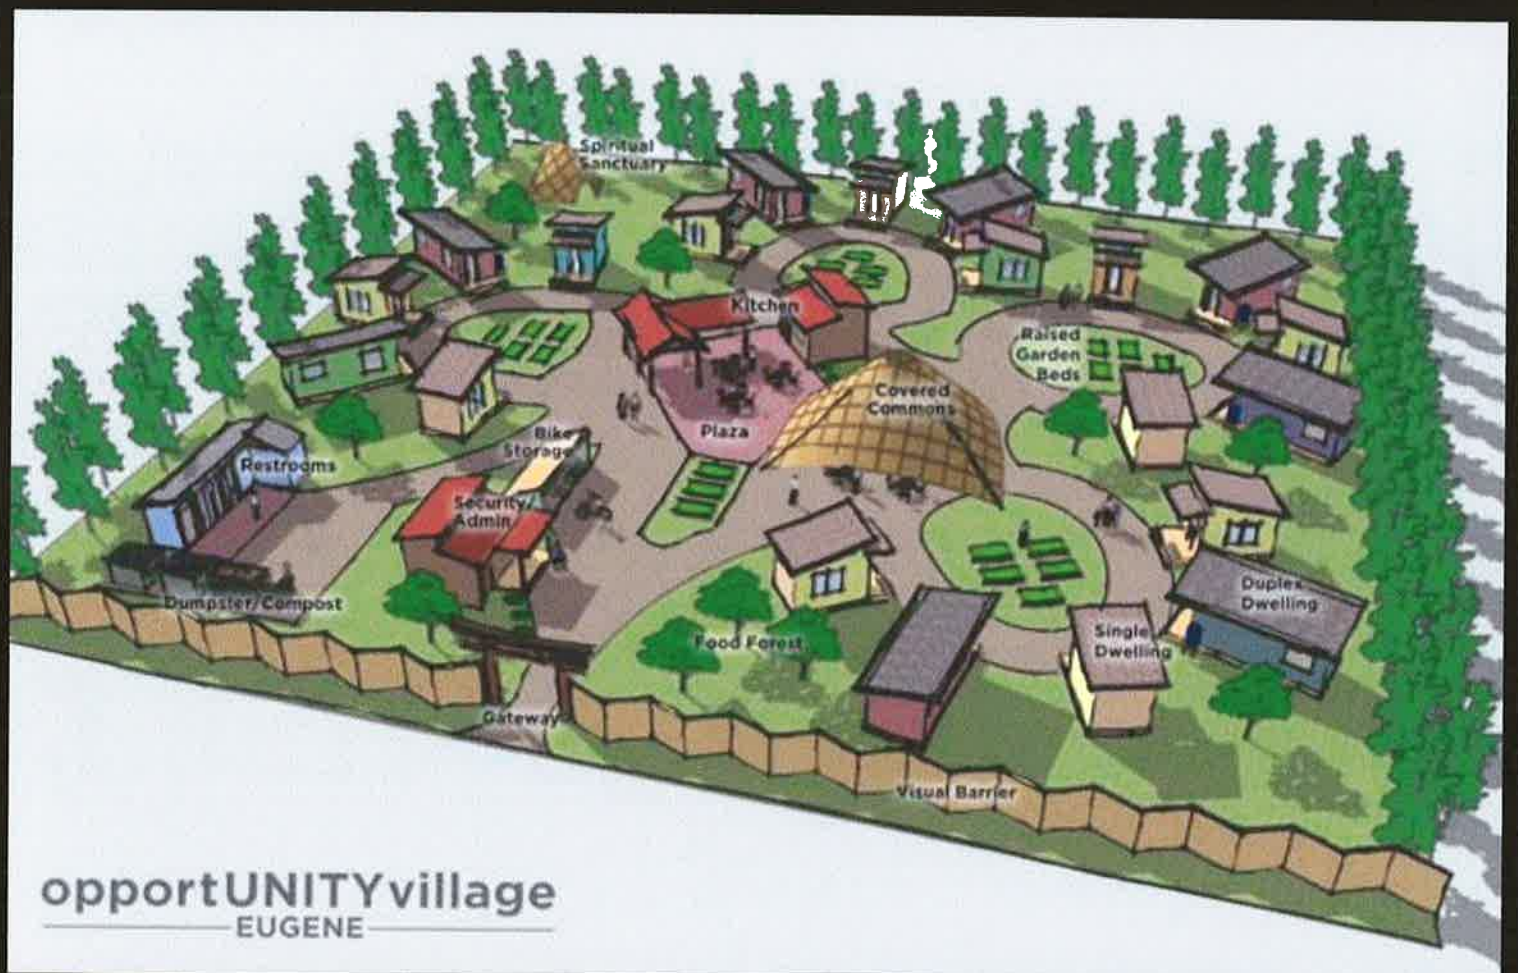 Spiritual
Sanctuary
Kitchen
Raised
Garden
Beds
Covered
Commons
Plaza
Bike
Storage
Restrooms
Security/
Admin
Duplex
Dwelling
Dumpster/Compost
Single
Dwelling
Food Forest
Gateway
Visual Barrier
opportUNITYvillage
EUGENE